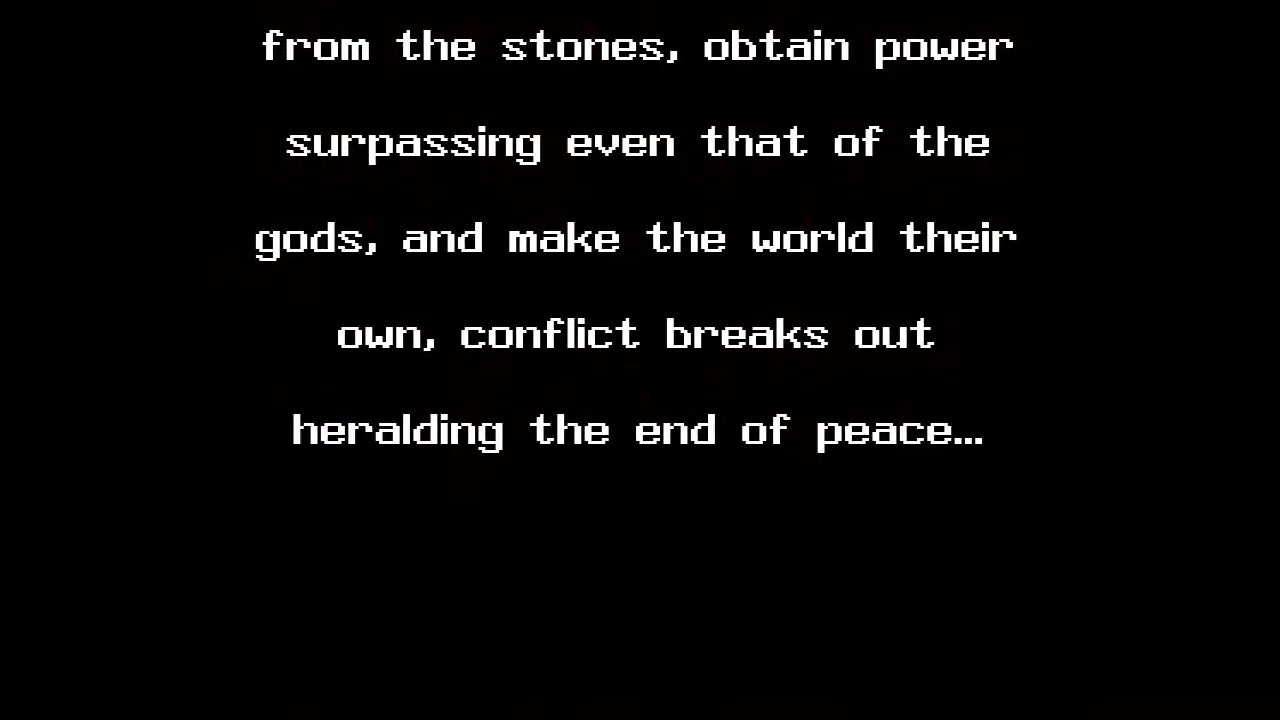 from the stones, obtain power
surpassing even that of the
gods, and make the world their
own, conflict breaks out
heralding the end of peace...